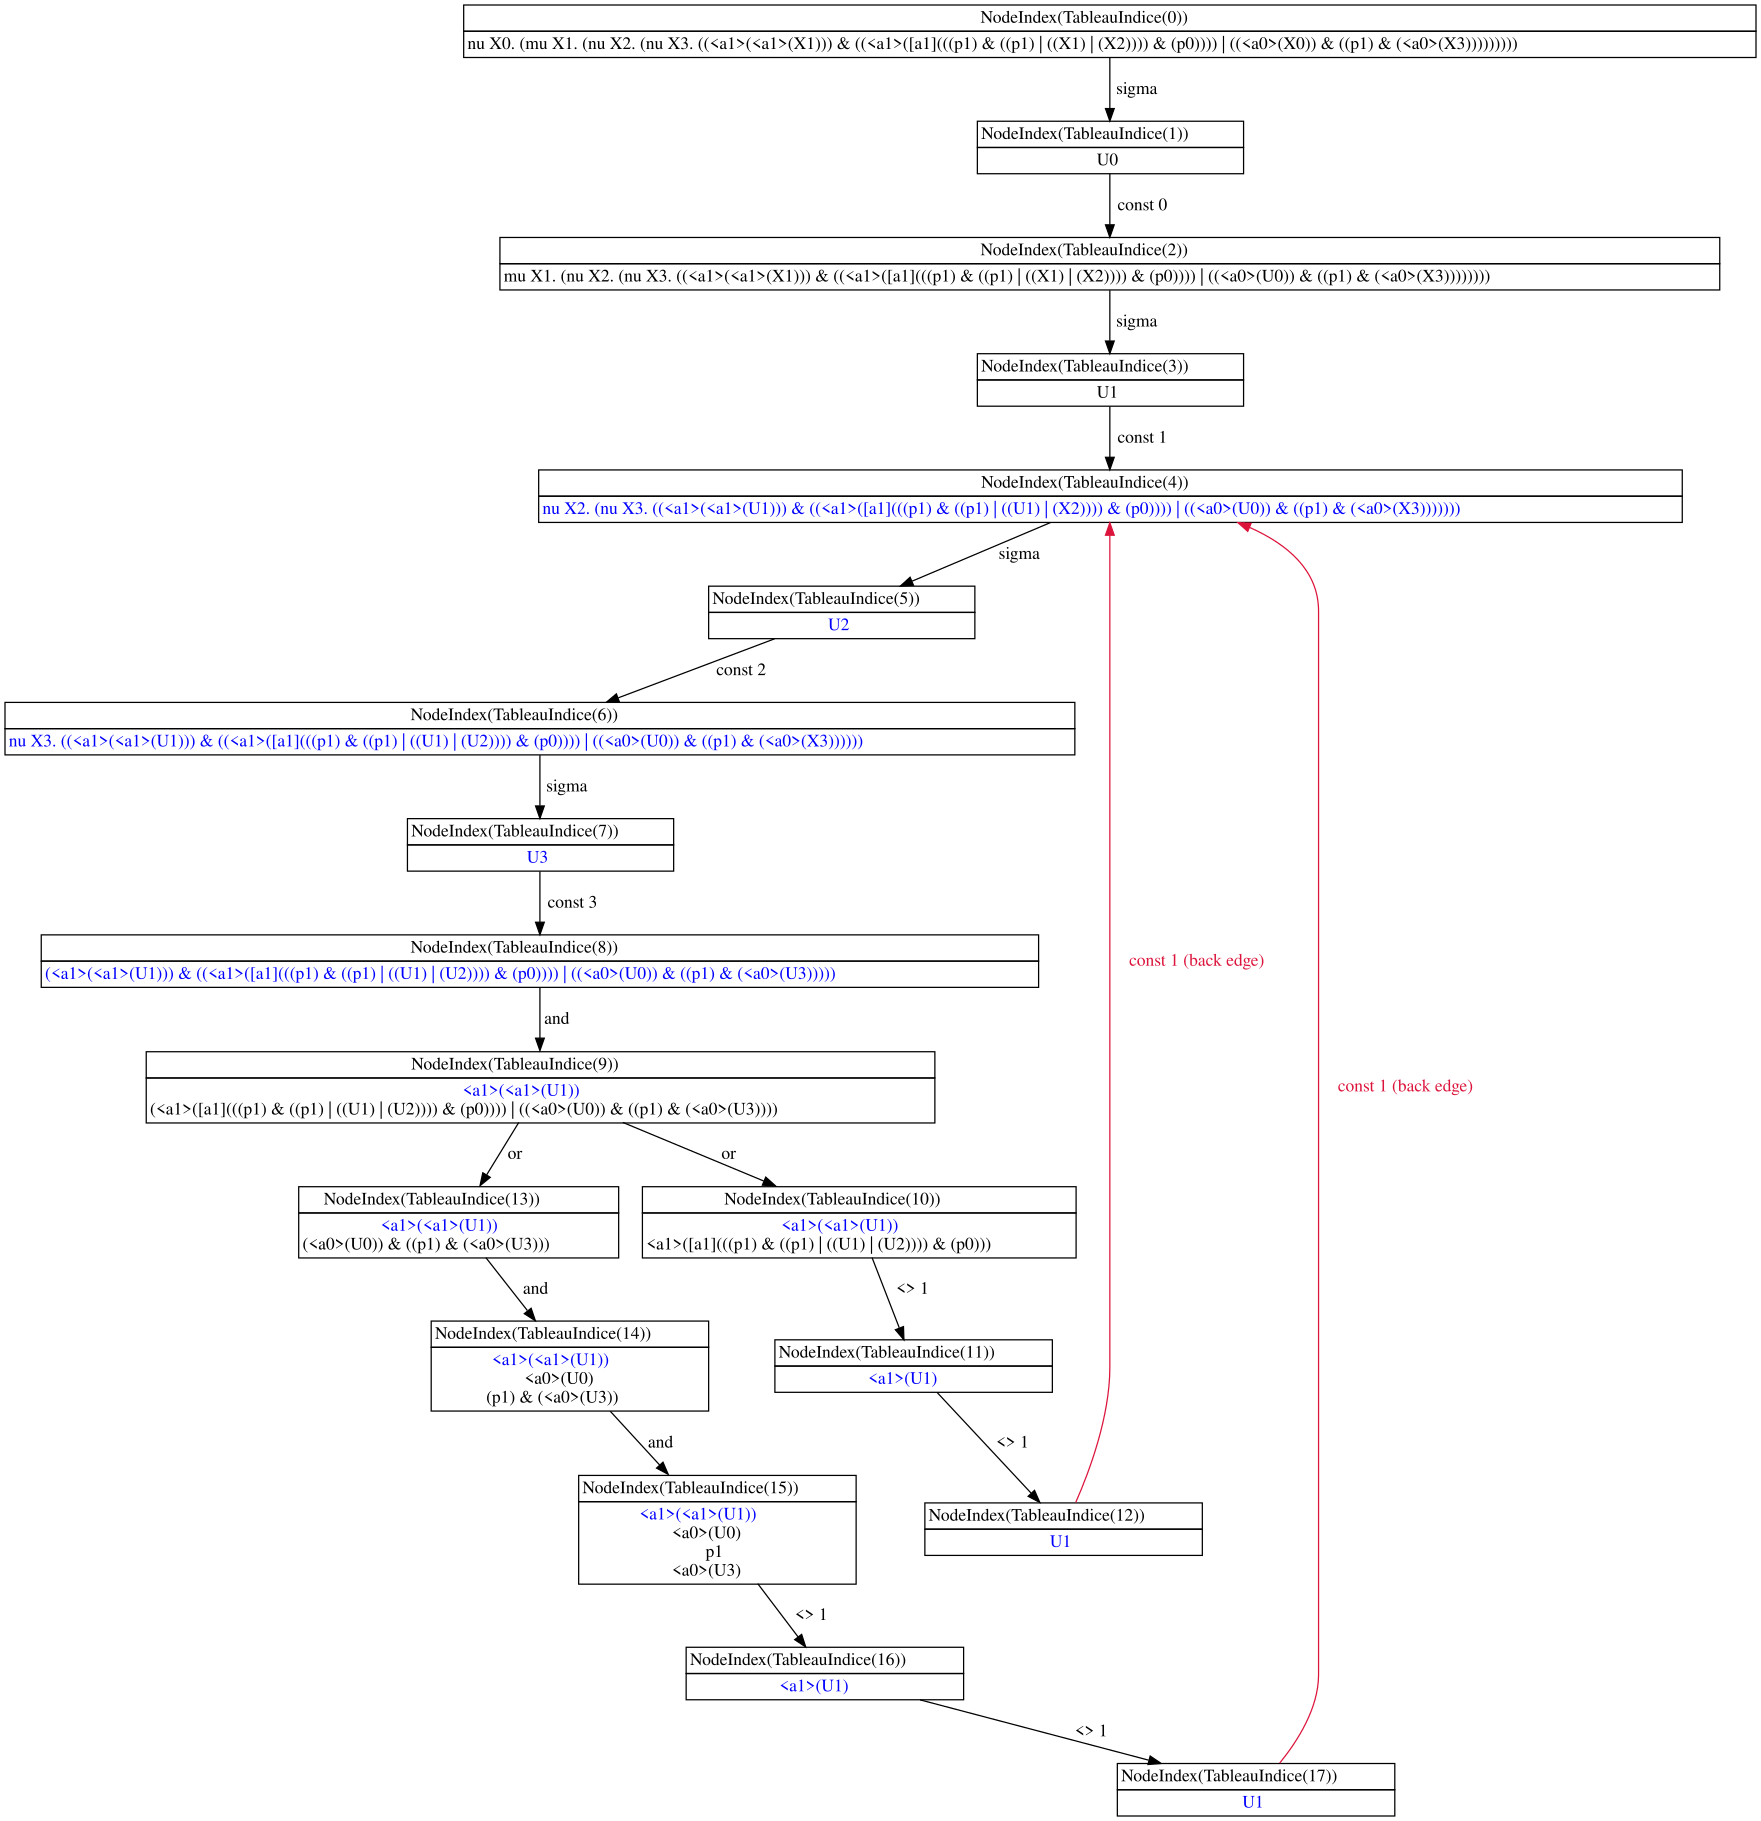 NodeIndex(TableauIndice(0))
nu X0. (mu X1. (nu X2. (nu X3. ((<a1>(<a1>(X1))) & ((<a1>([a1](((p1) & ((p1) | ((X1) | (X2)))) & (p0)))) | ((<a0>(X0)) & ((p1) & (<a0>(X3)))))))))
sigma
NodeIndex(TableauIndice(1))
U0
const 0
NodeIndex(TableauIndice(2))
mu X1. (nu X2. (nu X3. ((<a1>(<a1>(X1))) & ((<a1>([a1](((p1) & ((p1) | ((X1) | (X2)))) & (p0)))) | ((<a0>(U0)) & ((p1) & (<a0>(X3))))))))
sigma
NodeIndex(TableauIndice(3))
U1
const 1
NodeIndex(TableauIndice(4))
nu X2. (nu X3. ((<a1>(<a1>(U1))) & ((<a1>([a1](((p1) & ((p1) | ((U1) | (X2)))) & (p0)))) | ((<a0>(U0)) & ((p1) & (<a0>(X3)))))))
sigma
NodeIndex(TableauIndice(5))
U2
const 2
NodeIndex(TableauIndice(6))
nu X3. ((<a1>(<a1>(U1))) & ((<a1>([a1](((p1) & ((p1) | ((U1) | (U2)))) & (p0)))) | ((<a0>(U0)) & ((p1) & (<a0>(X3))))))
sigma
NodeIndex(TableauIndice(7))
U3
const 3
NodeIndex(TableauIndice(8))
(<a1>(<a1>(U1))) & ((<a1>([a1](((p1) & ((p1) | ((U1) | (U2)))) & (p0)))) | ((<a0>(U0)) & ((p1) & (<a0>(U3)))))
const 1 (back edge)
and
NodeIndex(TableauIndice(9))
<a1>(<a1>(U1))
(<a1>([a1](((p1) & ((p1) | ((U1) | (U2)))) & (p0)))) | ((<a0>(U0)) & ((p1) & (<a0>(U3))))
const 1 (back edge)
or
or
NodeIndex(TableauIndice(13))
<a1>(<a1>(U1))
(<a0>(U0)) & ((p1) & (<a0>(U3)))
NodeIndex(TableauIndice(10))
<a1>(<a1>(U1))
<a1>([a1](((p1) & ((p1) | ((U1) | (U2)))) & (p0)))
and
<> 1
NodeIndex(TableauIndice(14))
<a1>(<a1>(U1))
<a0>(U0)
(p1) & (<a0>(U3))
NodeIndex(TableauIndice(11))
<a1>(U1)
and
<> 1
NodeIndex(TableauIndice(15))
<a1>(<a1>(U1))
<a0>(U0)
p1
<a0>(U3)
NodeIndex(TableauIndice(12))
U1
<> 1
NodeIndex(TableauIndice(16))
<a1>(U1)
<> 1
NodeIndex(TableauIndice(17))
U1